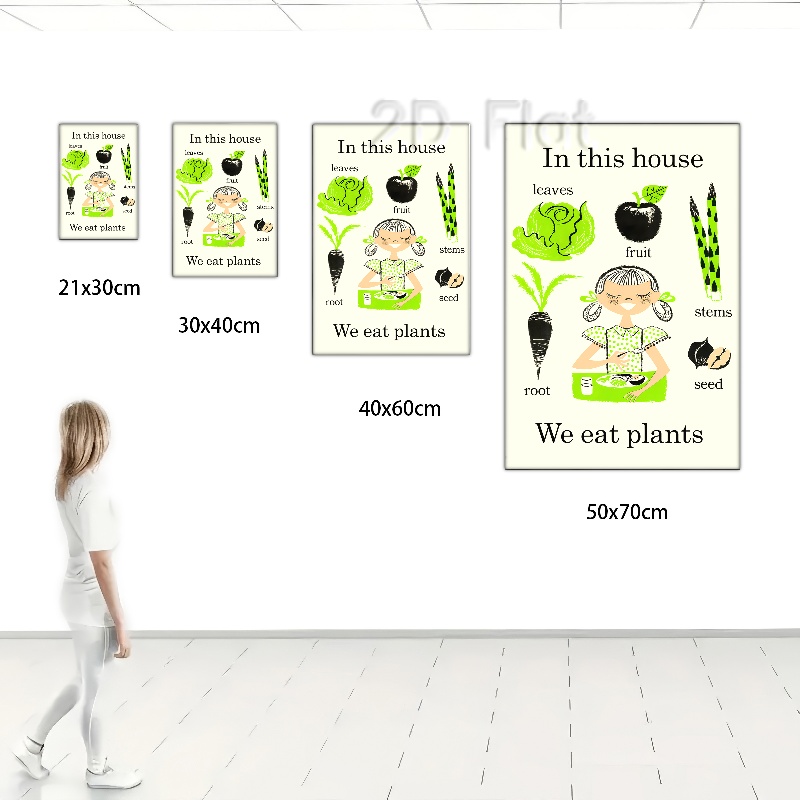 2D Flat
In this house
leaves
fruit
stems
root
seed
We eat plants
21x30cm
In this house
leaves
fruit
stems
root
seed
We eat plants
30x40cm
In this house
leaves
fruit
stems
root
seed
We eat plants
40x60cm
In this house
leaves
fruit
stems
root
seed
We eat plants
50x70cm